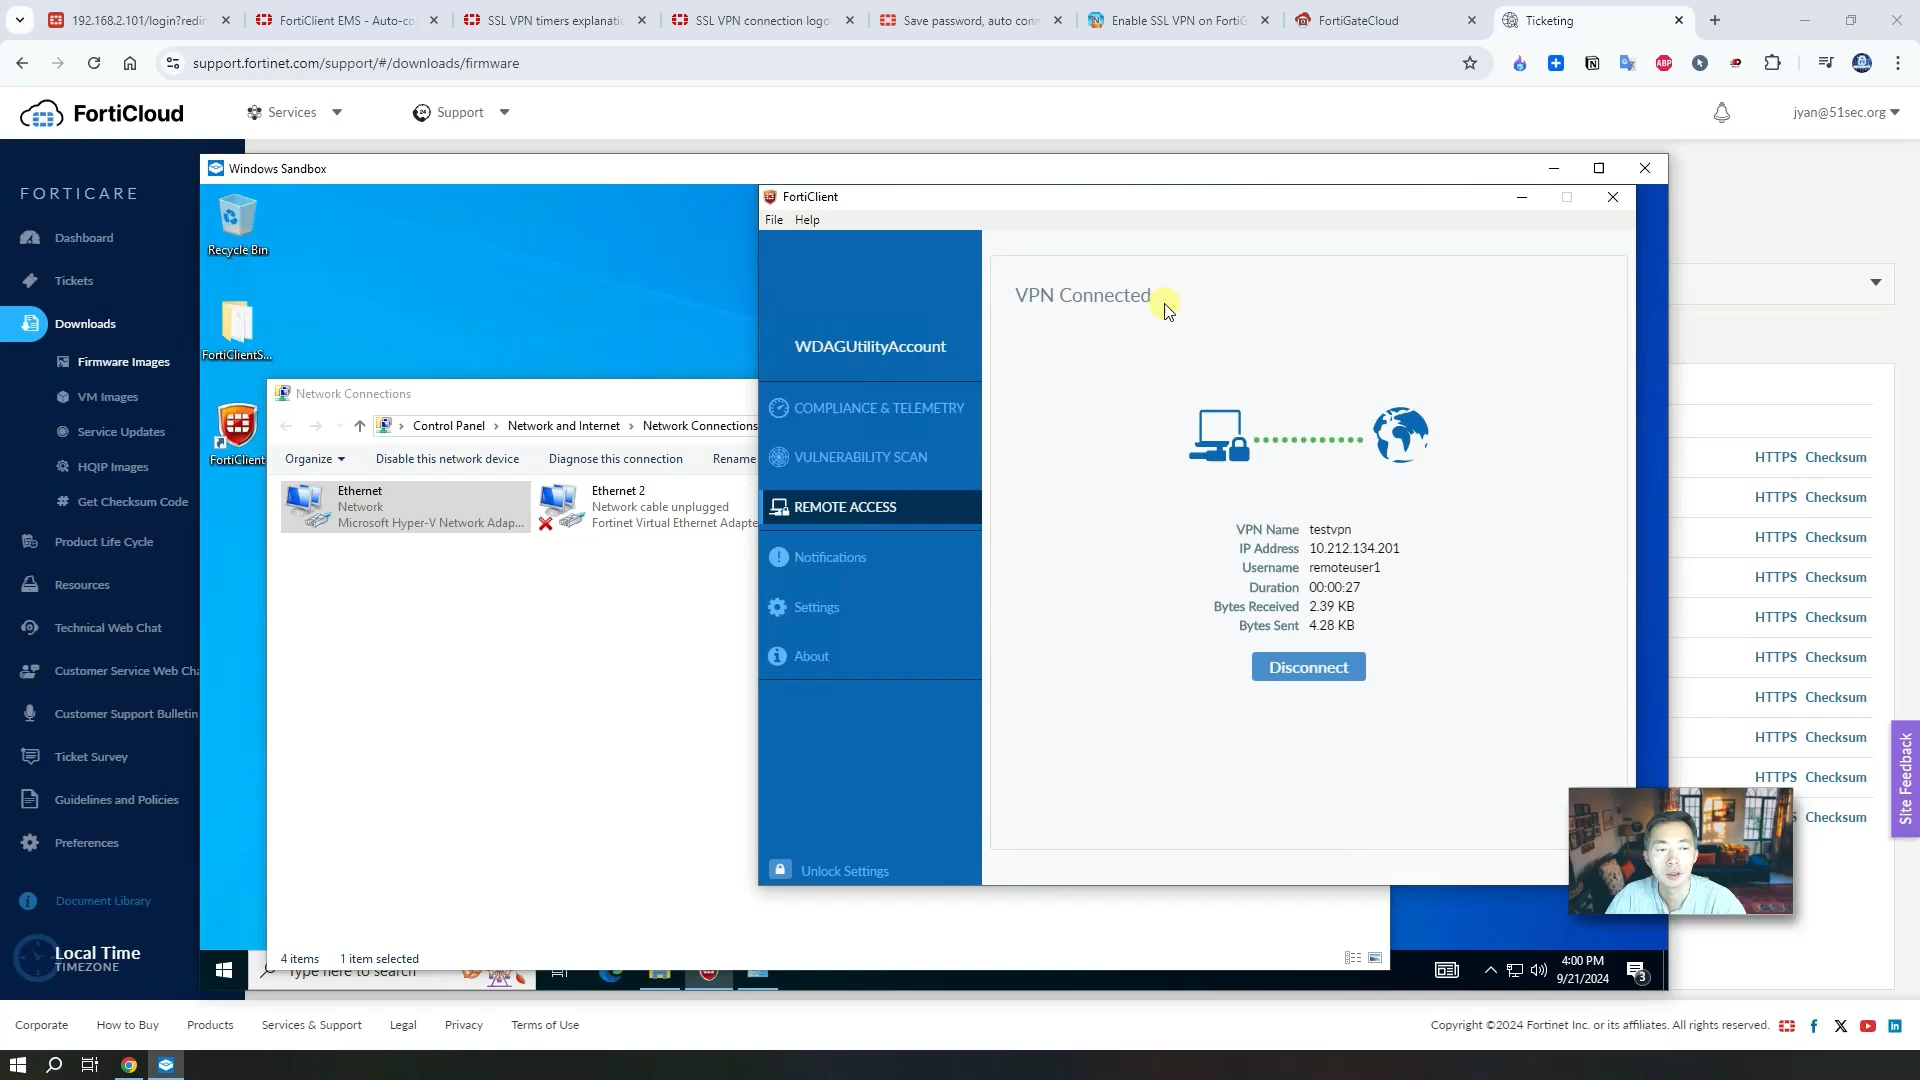 192.168.2.101/login?redir
FortiClient EMS - Auto-co
SSL VPN timers explanatic
SSL VPN connection logo
Save password, auto conn
Enable SSL VPN on FortiG
FortiGateCloud
Ticketing
support.fortinet.com/support/#/downloads/firmware
FortiCloud
Services
Support
jyan@51sec.org
FORTICARE
Dashboard
Tickets
Downloads
Firmware Images
VM Images
Service Updates
HQIP Images
Get Checksum Code
Product Life Cycle
Resources
Technical Web Chat
Customer Service Web Cha
Customer Support Bulletin
Ticket Survey
Guidelines and Policies
Preferences
Document Library
Local Time
TIMEZONE
Windows Sandbox
Recycle Bin
FortiClientS...
FortiClient
Network Connections
Control Panel > Network and Internet > Network Connections
Organize
Disable this network device
Diagnose this connection
Rename
Ethernet
Network
Microsoft Hyper-V Network Adap...
Ethernet 2
Network cable unplugged
Fortinet Virtual Ethernet Adapte
4 items
1 item selected
FortiClient
File Help
WDAGUtilityAccount
COMPLIANCE & TELEMETRY
VULNERABILITY SCAN
REMOTE ACCESS
Notifications
Settings
About
Unlock Settings
VPN Connected
VPN Name testvpn
IP Address 10.212.134.201
Username remoteuser1
Duration 00:00:27
Bytes Received 2.39 KB
Bytes Sent 4.28 KB
Disconnect
HTTPS Checksum
HTTPS Checksum
HTTPS Checksum
HTTPS Checksum
HTTPS Checksum
HTTPS Checksum
HTTPS Checksum
HTTPS Checksum
HTTPS Checksum
S Checksum
Site Feedback
Type here to search
4:00 PM
9/21/2024
3
Corporate
How to Buy
Products
Services & Support
Legal
Privacy
Terms of Use
Copyright ©2024 Fortinet Inc. or its affiliates. All rights reserved.